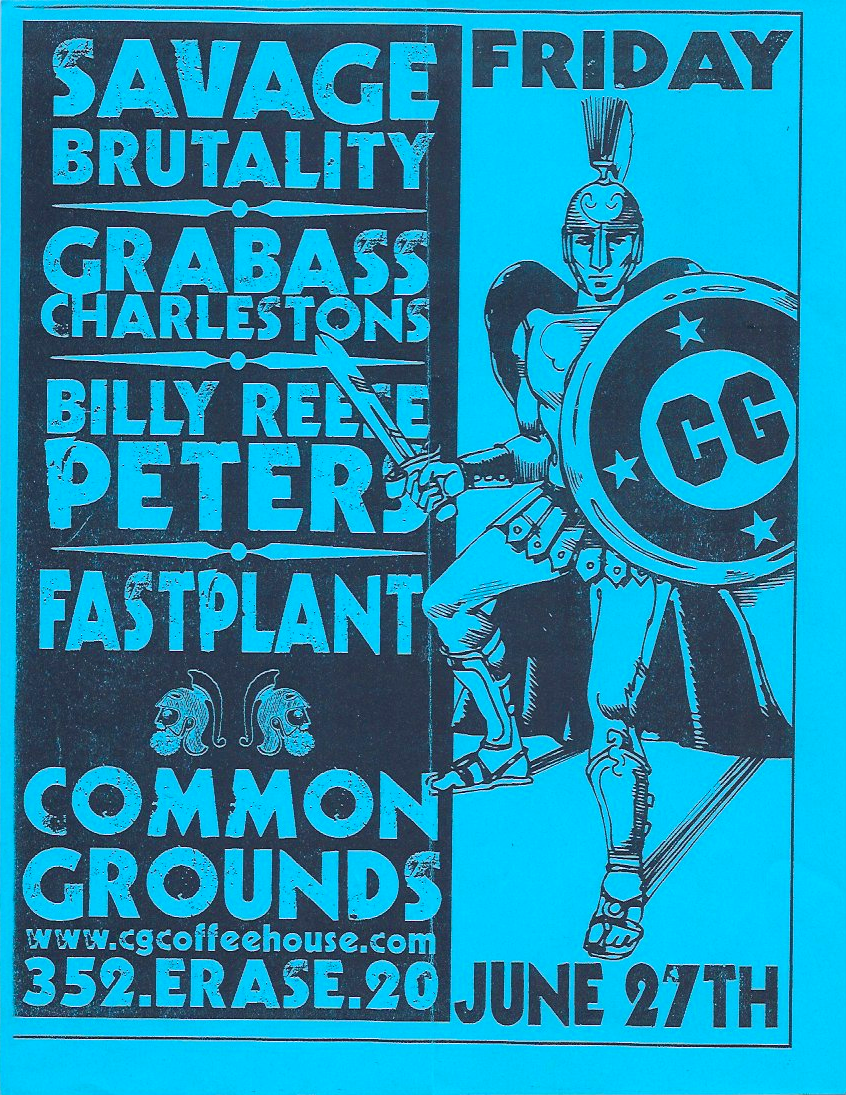 SAVAGE
BRUTALITY
GRABASS
CHARLESTONS
BILLY REESE
PETERS
FASTPLANT
COMMON
GROUNDS
www.cgcoffeehouse.com
352.ERASE.20
FRIDAY
CG
JUNE 27TH